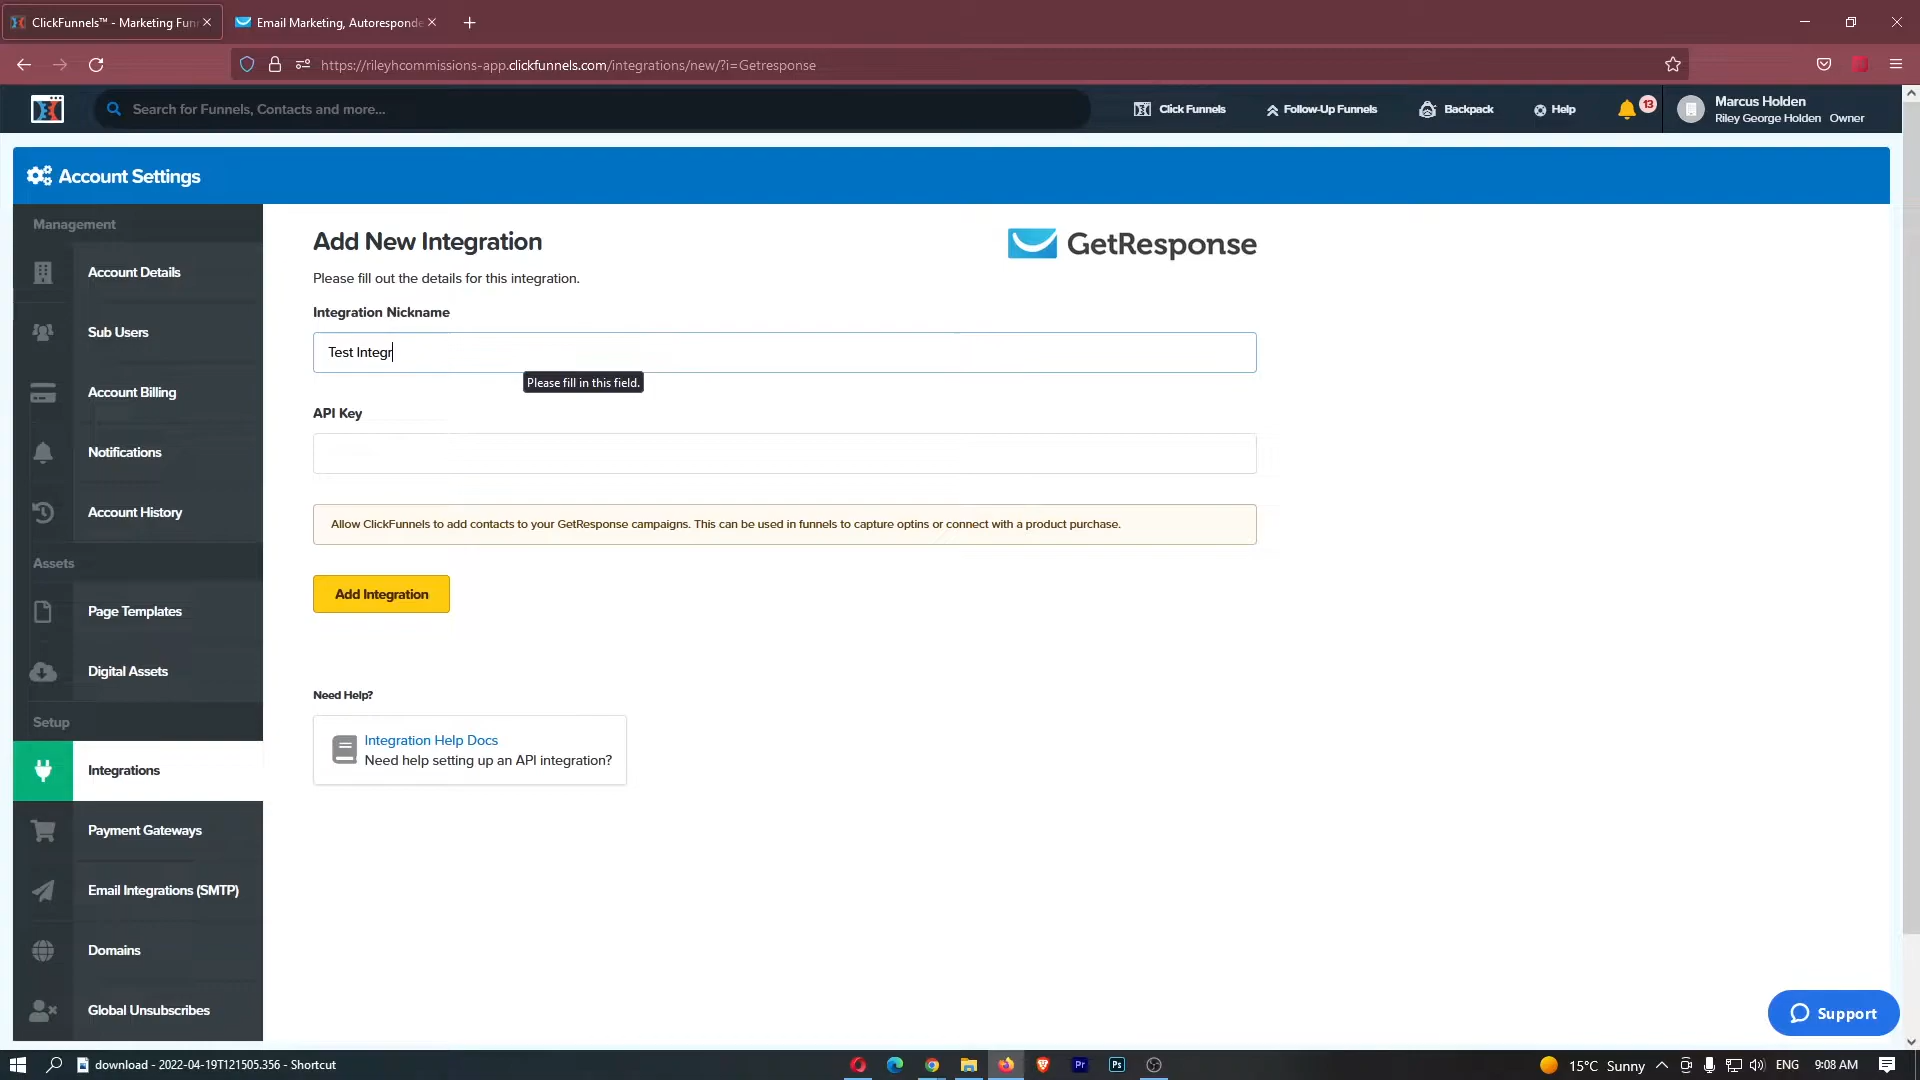 ClickFunnels™ - Marketing Fun
Email Marketing, Autoresponde
https://rileyhcommissions-app.clickfunnels.com/integrations/new/?i=Getresponse
Search for Funnels, Contacts and more...
Click Funnels
Follow-Up Funnels
Backpack
Help
13
Marcus Holden
Riley George Holden Owner
Account Settings
Management
Account Details
Sub Users
Account Billing
Notifications
Account History
Assets
Page Templates
Digital Assets
Setup
Integrations
Payment Gateways
Email Integrations (SMTP)
Domains
Global Unsubscribes
Add New Integration
GetResponse
Please fill out the details for this integration.
Integration Nickname
Test Integr
Please fill in this field.
API Key
Allow ClickFunnels to add contacts to your GetResponse campaigns. This can be used in funnels to capture optins or connect with a product purchase.
Add Integration
Need Help?
Integration Help Docs
Need help setting up an API integration?
Support
download - 2022-04-19T121505.356 - Shortcut
Pr
Ps
15°C Sunny
ENG
9:08 AM